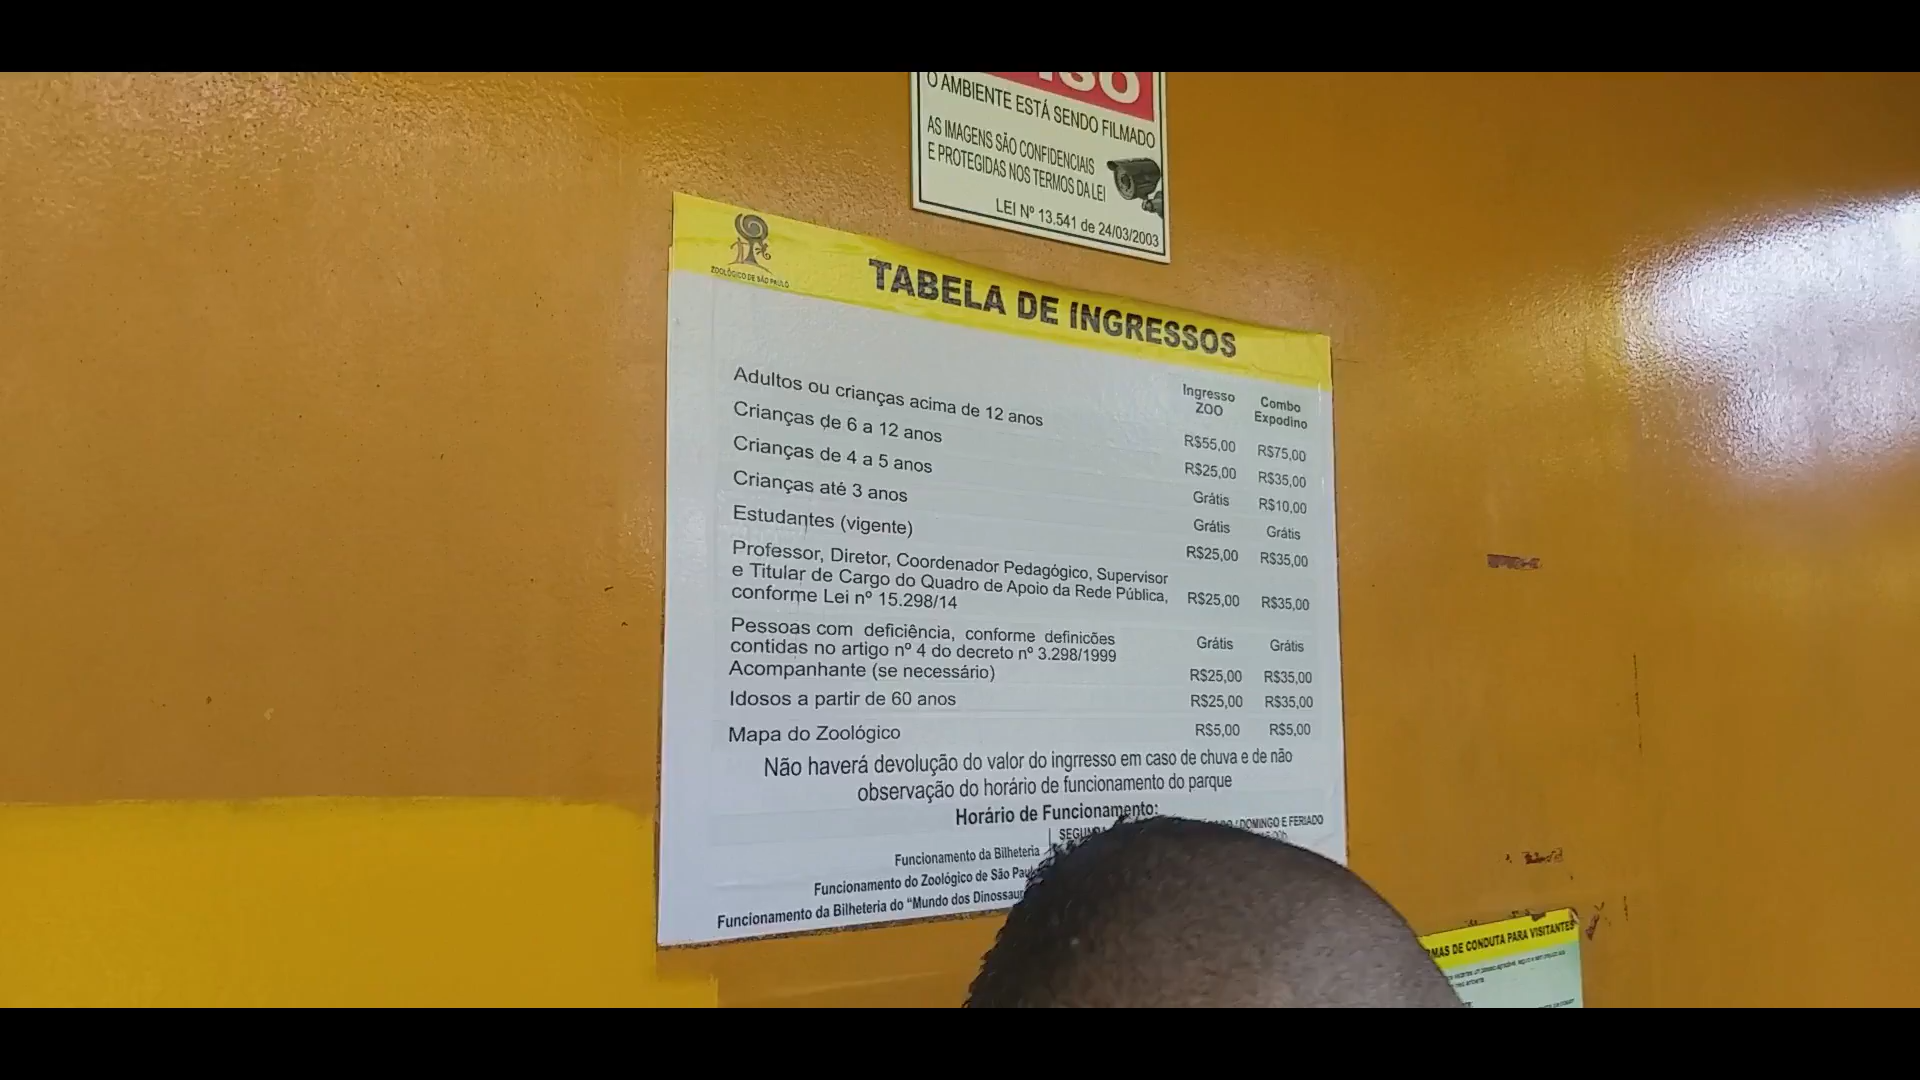 O AMBIENTE ESTÁ SENDO FILMADO
AS IMAGENS SÃO CONFIDENCIAIS
E PROTEGIDAS NOS TERMOS DA LEI
LEI Nº 13.541 de 24/03/2003
ZOOLÓGICO DE SÃO PAULO
TABELA DE INGRESSOS
Ingresso ZOO Combo Expodino
Adultos ou crianças acima de 12 anos R$55,00 R$75,00
Crianças de 6 a 12 anos R$25,00 R$35,00
Crianças de 4 a 5 anos Grátis R$10,00
Crianças até 3 anos Grátis Grátis
Estudantes (vigente) R$25,00 R$35,00
Professor, Diretor, Coordenador Pedagógico, Supervisor
e Titular de Cargo do Quadro de Apoio da Rede Pública, R$25,00 R$35,00
conforme Lei nº 15.298/14
Pessoas com deficiência, conforme definicões Grátis Grátis
contidas no artigo nº 4 do decreto nº 3.298/1999
Acompanhante (se necessário) R$25,00 R$35,00
Idosos a partir de 60 anos R$25,00 R$35,00
Mapa do Zoológico R$5,00 R$5,00
Não haverá devolução do valor do ingrresso em caso de chuva e de não
observação do horário de funcionamento do parque
Horário de Funcionamento:
DOMINGO E FERIADO
Funcionamento da Bilheteria
Funcionamento do Zoológico de São
Funcionamento da Bilheteria do “Mundo dos
DE CONDUTA PARA VISITANTES